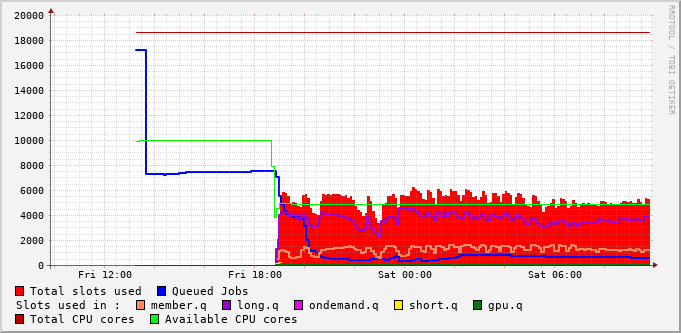 20000
18000
16000
14000
12000
10000
8000
6000
4000
2000
0
Fri 12:00 Fri 18:00 Sat 00:00 Sat 06:00
Total slots used Queued Jobs
Slots used in : member.q long.q ondemand.q short.q gpu.q
Total CPU cores Available CPU cores
RRDTOOL / TOBI OETIKER